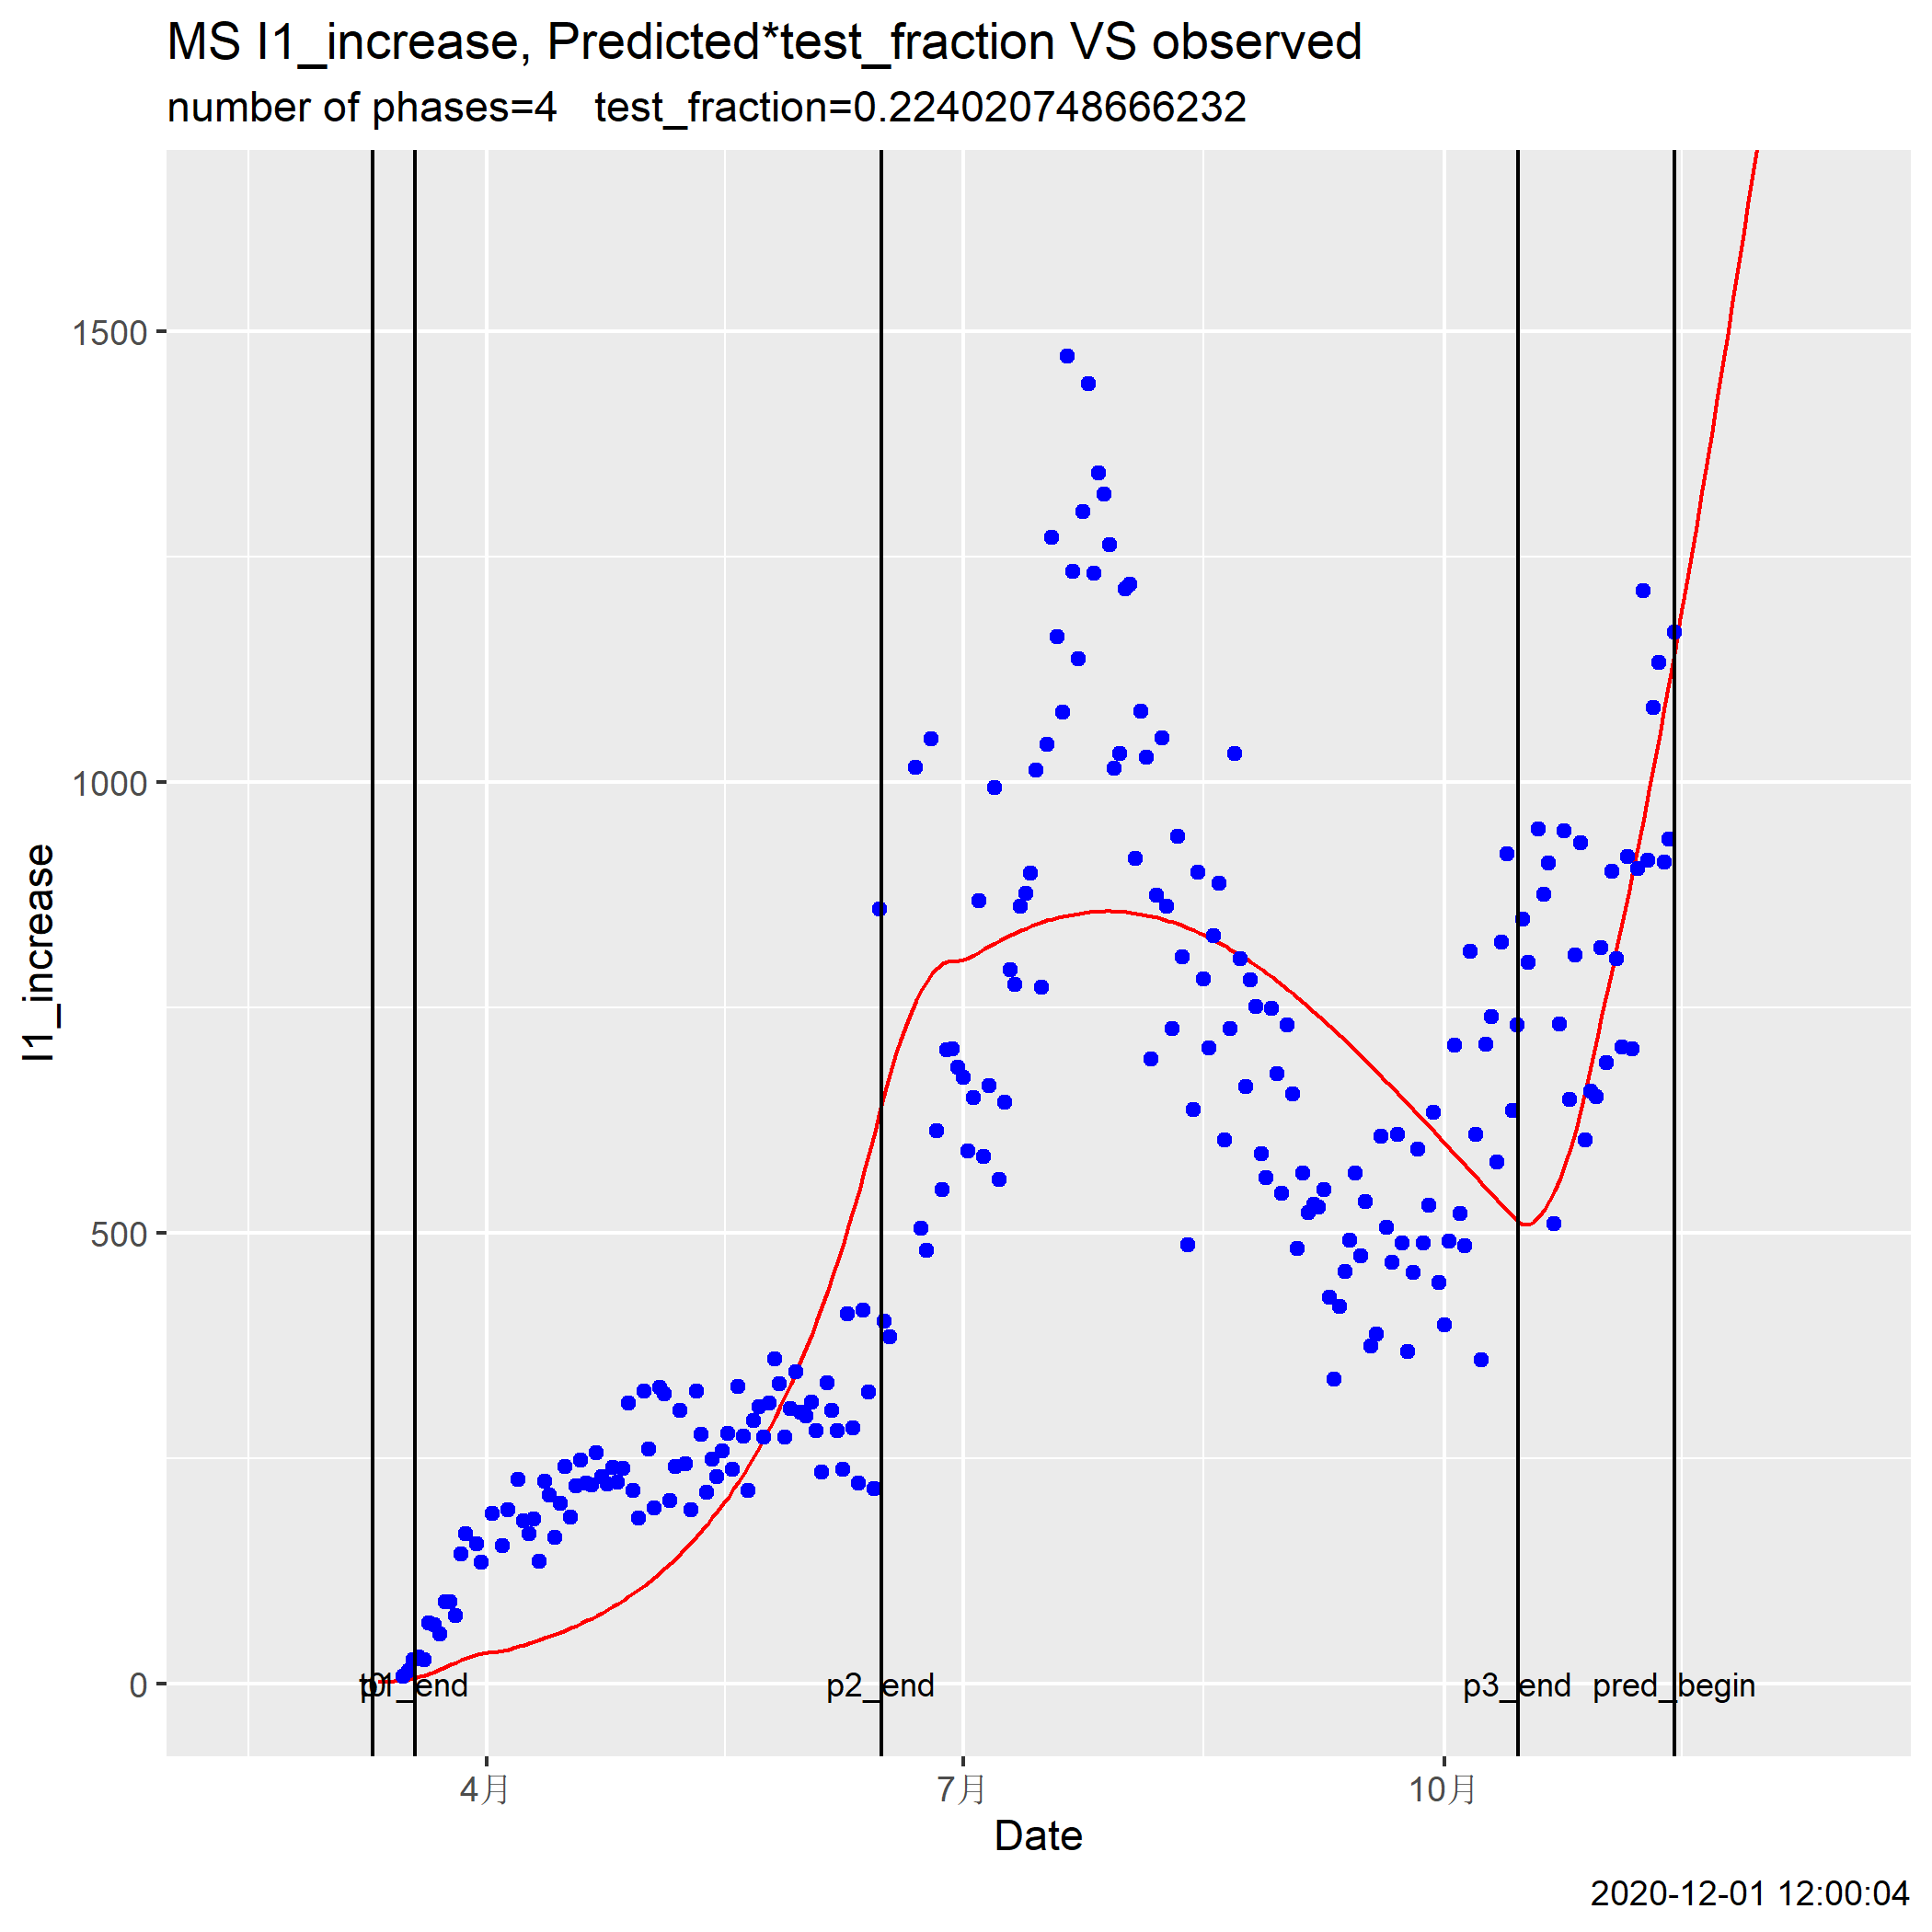 MS I1_increase, Predicted*test_fraction VS observed
number of phases=4   test_fraction=0.224020748666232
I1_increase
1500
1000
500
0
t0
p1_end
p2_end
p3_end
pred_begin
4月
7月
10月
Date
2020-12-01 12:00:04